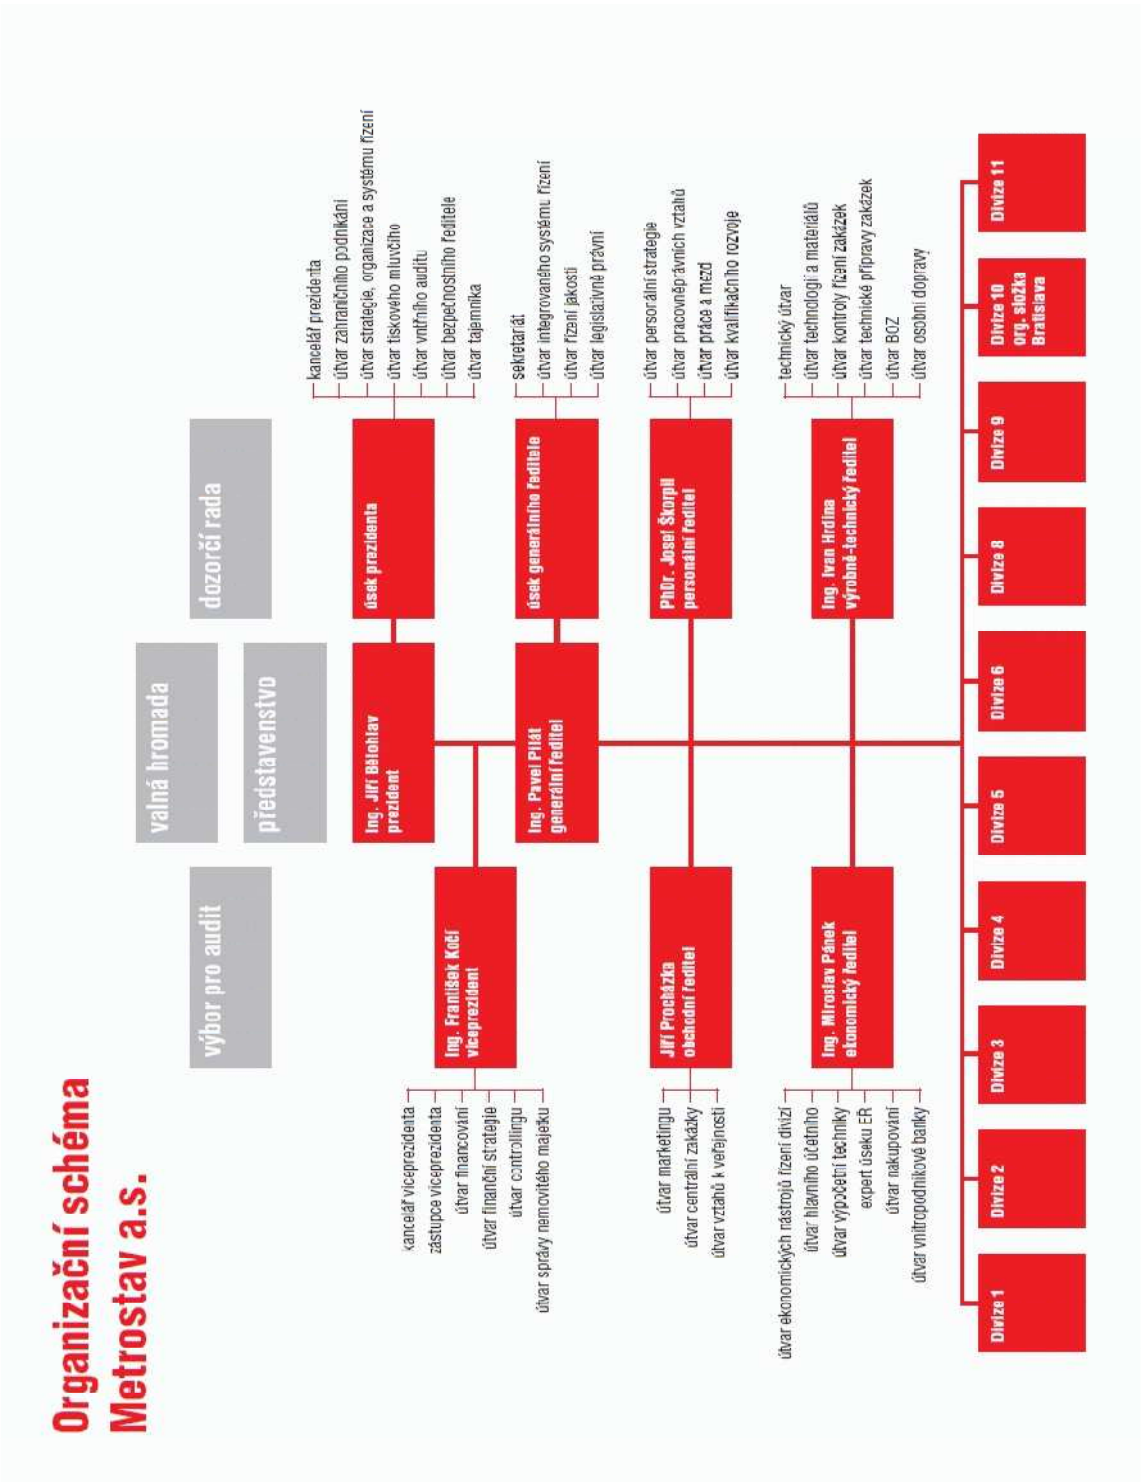 Organizační schéma
Metrostav a.s.
valná hromada
výbor pro audit
dozorčí rada
představenstvo
Ing. Jiří Bělohlav
prezident
úsek prezidenta
kancelář prezidenta
útvar zahraničního podnikání
útvar strategie, organizace a systému řízení
útvar tiskového mluvčího
útvar vnitřního auditu
útvar bezpečnostního ředitele
útvar tajemníka
Ing. František Kočí
viceprezident
kancelář viceprezidenta
zástupce viceprezidenta
útvar financování
útvar finanční strategie
útvar controllingu
útvar správy nemovitého majetku
Ing. Pavel Pilát
generální ředitel
úsek generálního ředitele
sekretariát
útvar integrovaného systému řízení
útvar řízení jakosti
útvar legislativně právní
Jiří Procházka
obchodní ředitel
útvar marketingu
útvar centrální zakázky
útvar vztahů k veřejnosti
PhDr. Josef Škorpil
personální ředitel
útvar personální strategie
útvar pracovněprávních vztahů
útvar práce a mezd
útvar kvalifikačního rozvoje
Ing. Miroslav Pánek
ekonomický ředitel
útvar ekonomických nástrojů řízení divizí
útvar hlavního účetního
útvar výpočetní techniky
expert úseku EŘ
útvar nakupování
útvar vnitropodnikové banky
Ing. Ivan Hrdina
výrobně-technický ředitel
technický útvar
útvar technologií a materiálů
útvar kontroly řízení zakázek
útvar technické přípravy zakázek
útvar BOZ
útvar osobní dopravy
Divize 1
Divize 2
Divize 3
Divize 4
Divize 5
Divize 6
Divize 8
Divize 9
Divize 10
org. složka
Bratislava
Divize 11